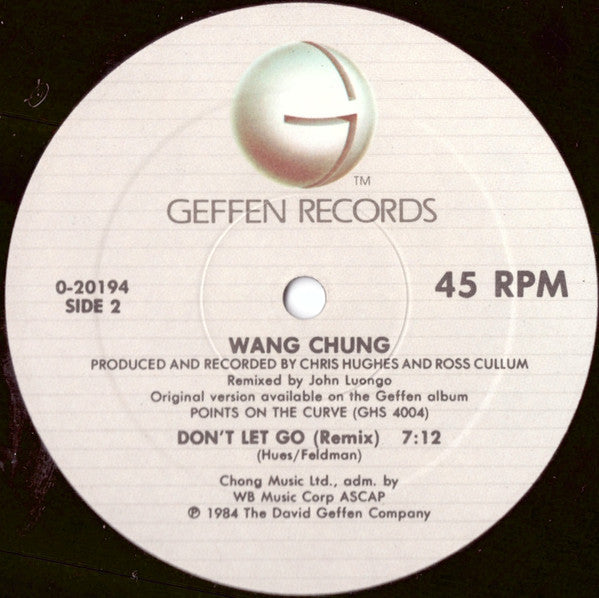 G
TM
GEFFEN RECORDS
0-20194
SIDE 2
45 RPM
WANG CHUNG
PRODUCED AND RECORDED BY CHRIS HUGHES AND ROSS CULLUM
Remixed by John Luongo
Original version available on the Geffen album
POINTS ON THE CURVE (GHS 4004)
DON'T LET GO (Remix) 7:12
(Hues/Feldman)
Chong Music Ltd., adm. by
WB Music Corp ASCAP
℗ 1984 The David Geffen Company